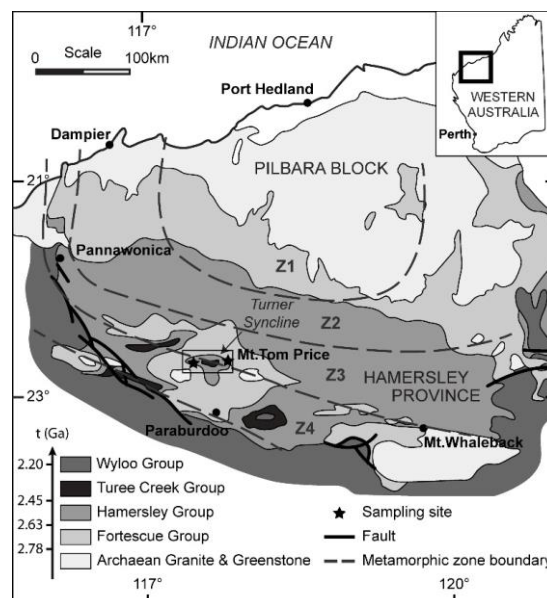 117°
INDIAN OCEAN
Scale
0 100km
Port Hedland
WESTERN
AUSTRALIA
Perth
Dampier
PILBARA BLOCK
21°
Pannawonica
Z1
Turner
Syncline
Z2
Mt.Tom Price
Z3
HAMERSLEY
PROVINCE
23°
Paraburdoo
Z4
Mt.Whaleback
t (Ga)
2.20
2.45
2.63
2.78
Wyloo Group
Turee Creek Group
Hamersley Group
Fortescue Group
Archaean Granite & Greenstone
Sampling site
Fault
Metamorphic zone boundary
117°
120°